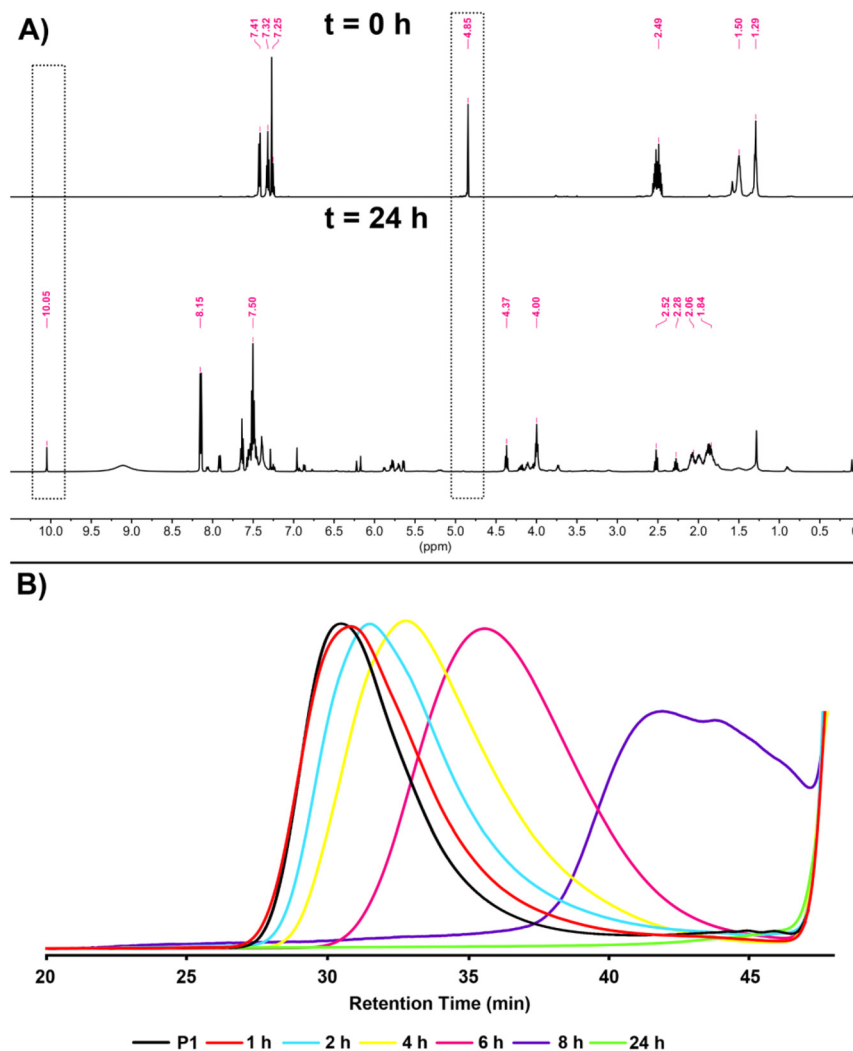 A)
t = 0 h
7.41
7.32
7.25
4.85
2.49
1.50
1.29
t = 24 h
10.05
8.15
7.50
4.37
4.00
2.52
2.28
2.06
1.84
10.0 9.5 9.0 8.5 8.0 7.5 7.0 6.5 6.0 5.5 5.0 4.5 4.0 3.5 3.0 2.5 2.0 1.5 1.0 0.5 0
(ppm)
B)
20 25 30 35 40 45
Retention Time (min)
P1 1 h 2 h 4 h 6 h 8 h 24 h